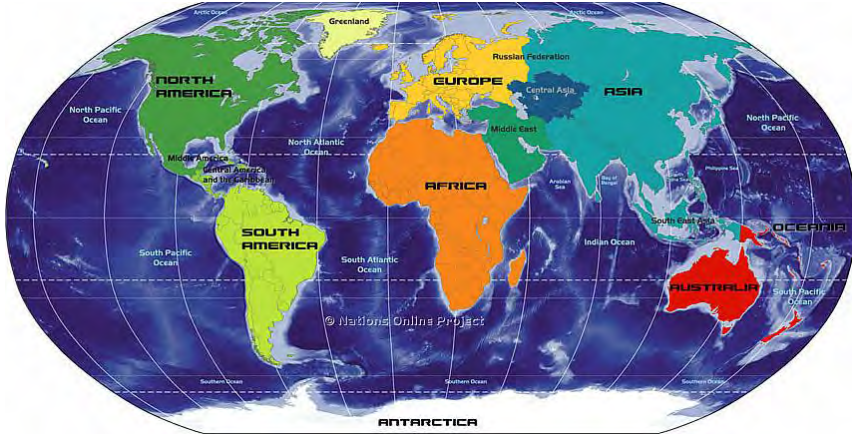 Arctic Ocean
Arctic Ocean
Greenland
Russian Federation
NORTH
AMERICA
EUROPE
Central Asia
ASIA
North Pacific
Ocean
North Pacific
Ocean
Middle East
North Atlantic
Ocean
Middle America
Central America
and the Caribbean
Philippine Sea
Arabian
Sea
Bay of
Bengal
AFRICA
South East Asia
OCEANIA
SOUTH
AMERICA
South Pacific
Ocean
South Atlantic
Ocean
Indian Ocean
AUSTRALIA
South Pacific
Ocean
© Nations Online Project
Southern Ocean
Southern Ocean
Southern Ocean
ANTARCTICA